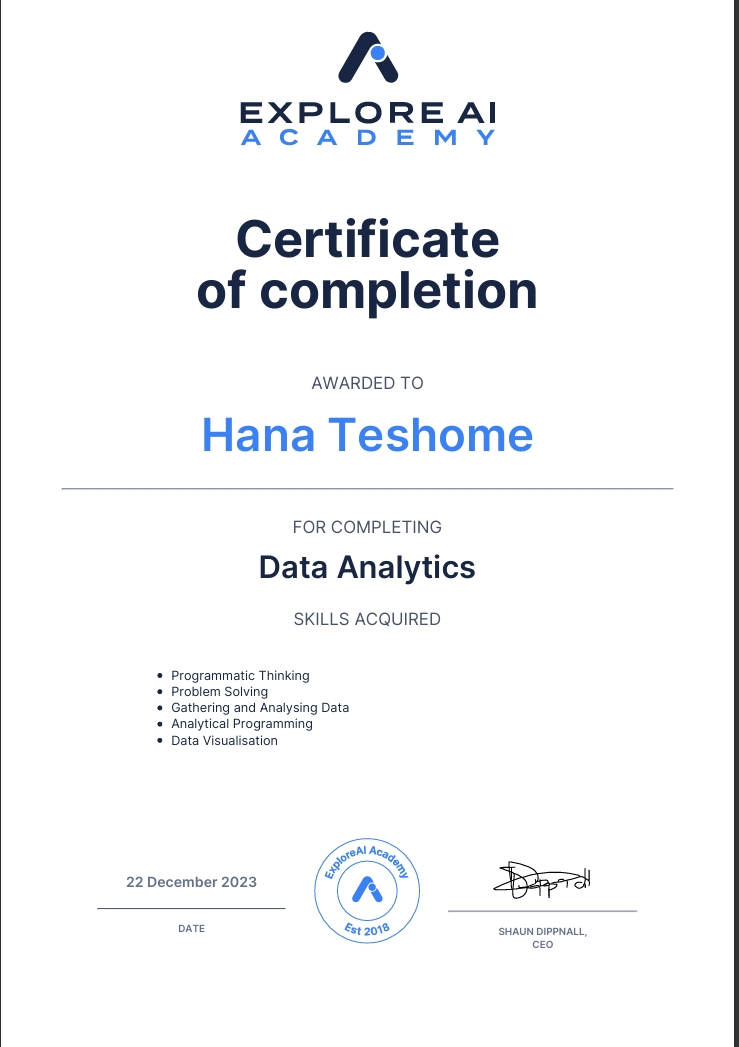 EXPLORE AI
ACADEMY
Certificate
of completion
AWARDED TO
Hana Teshome
FOR COMPLETING
Data Analytics
SKILLS ACQUIRED
• Programmatic Thinking
• Problem Solving
• Gathering and Analysing Data
• Analytical Programming
• Data Visualisation
22 December 2023
DATE
ExploreAI Academy
Est 2018
Dippnall
SHAUN DIPPNALL,
CEO